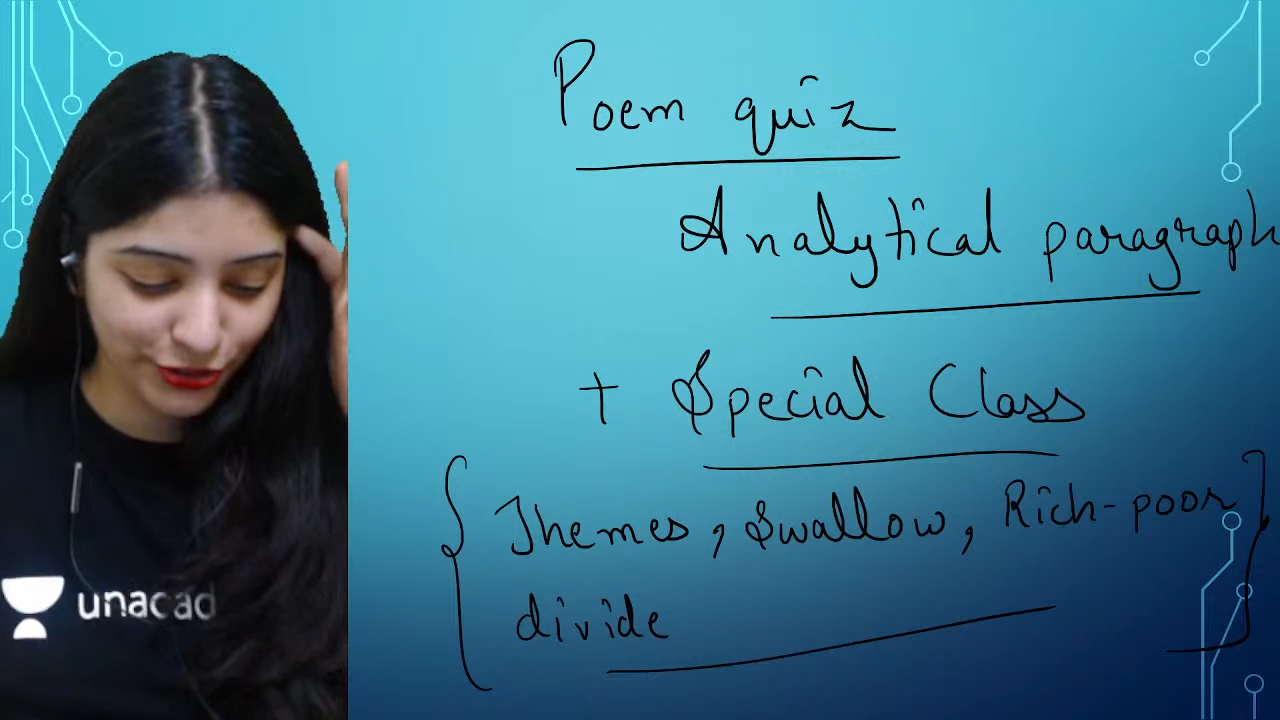 Poem quiz
Analytical paragraph
+ Special Class
{ Themes, Swallow, Rich-poor
divide ]
unacad